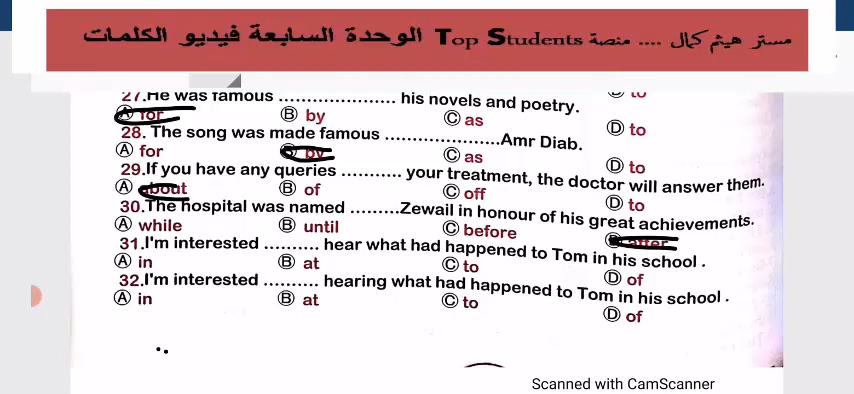 مستر هيثم كمال .... منصة Top Students الوحدة السابعة فيديو الكلمات
27.He was famous .................... his novels and poetry.
A for B by C as D to
28. The song was made famous ....................Amr Diab.
A for B by C as D to
29.If you have any queries ........... your treatment, the doctor will answer them.
A about B of C off D to
30.The hospital was named .........Zewail in honour of his great achievements.
A while B until C before D after
31.I'm interested .......... hear what had happened to Tom in his school .
A in B at C to D of
32.I'm interested .......... hearing what had happened to Tom in his school .
A in B at C to D of
Scanned with CamScanner